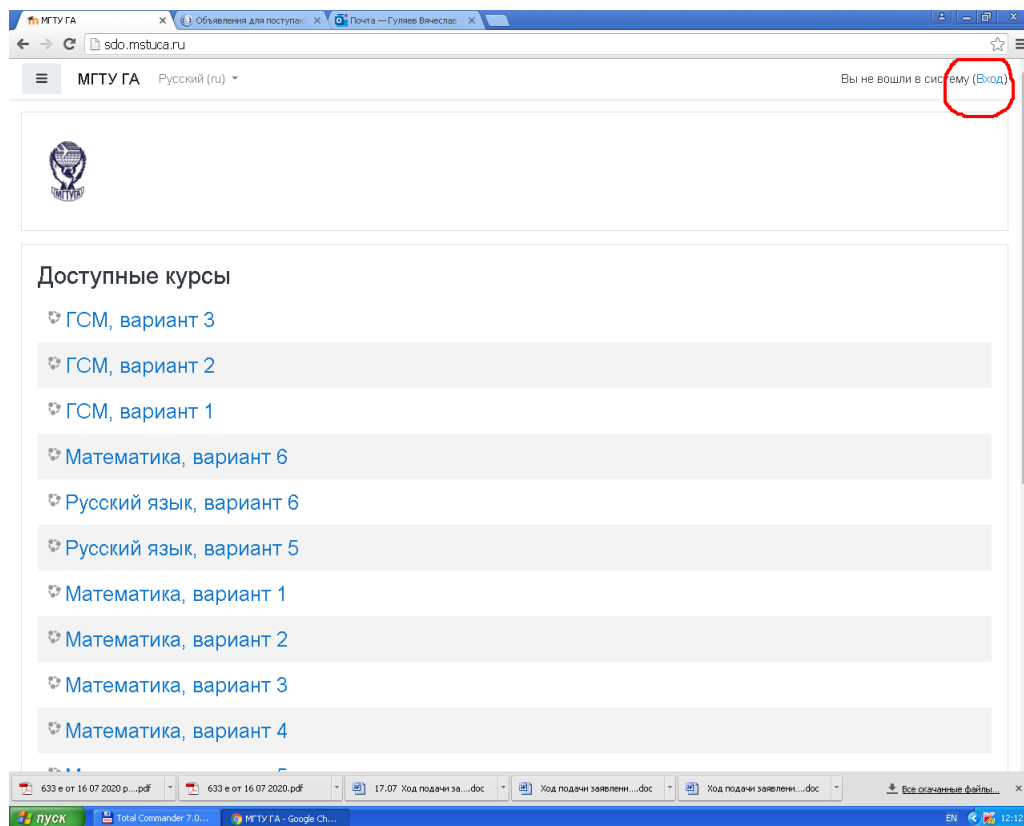 МГТУ ГА
Объявления для поступаю
Почта — Гуляев Вячеслав
sdo.mstuca.ru
МГТУ ГА Русский (ru)
Вы не вошли в систему (Вход)
МГТУГА
Доступные курсы
ГСМ, вариант 3
ГСМ, вариант 2
ГСМ, вариант 1
Математика, вариант 6
Русский язык, вариант 6
Русский язык, вариант 5
Математика, вариант 1
Математика, вариант 2
Математика, вариант 3
Математика, вариант 4
633 е от 16 07 2020 р....pdf
633 е от 16 07 2020.pdf
17.07 Ход подачи за....doc
Ход подачи заявлени....doc
Ход подачи заявлени....doc
Все скачанные файлы...
пуск
Total Commander 7.0...
МГТУ ГА - Google Ch...
EN
12:12